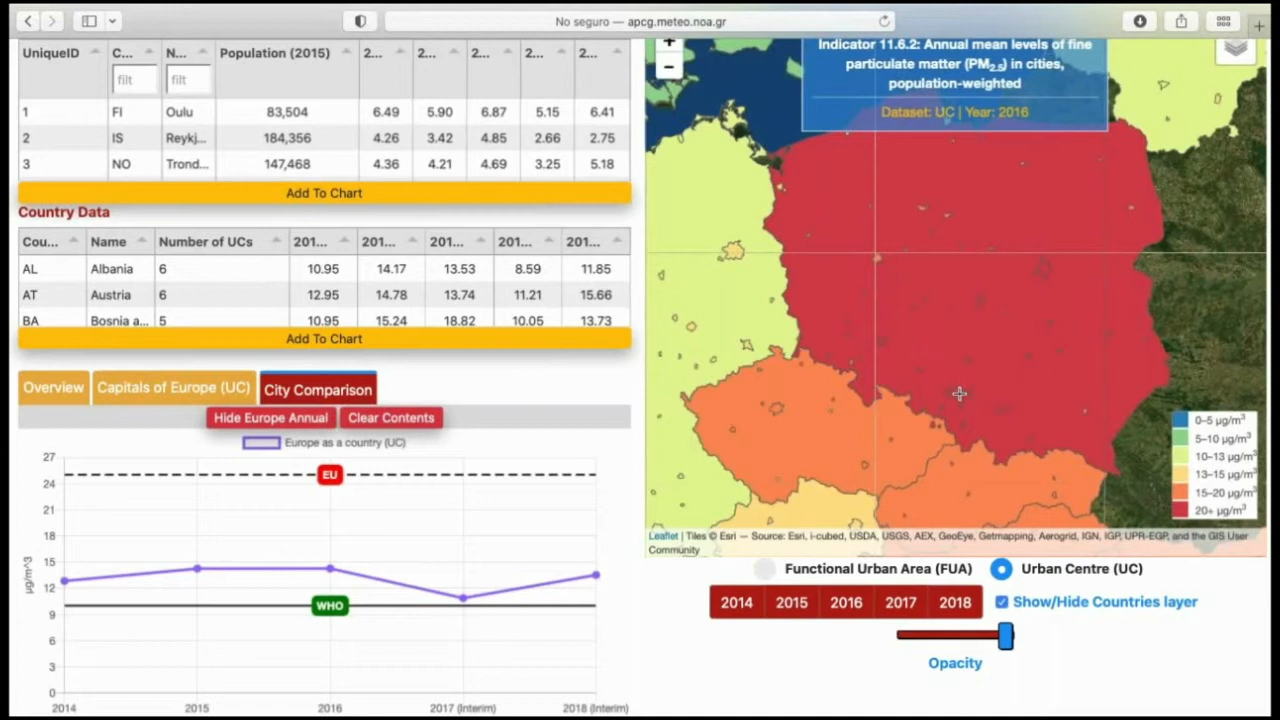 No seguro — apcg.meteo.noa.gr
UniqueID C... N... Population (2015) 2... 2... 2... 2... 2...
filt filt
1 FI Oulu 83,504 6.49 5.90 6.87 5.15 6.41
2 IS Reykj... 184,356 4.26 3.42 4.85 2.66 2.75
3 NO Trond... 147,468 4.36 4.21 4.69 3.25 5.18
Add To Chart
Country Data
Cou... Name Number of UCs 201... 201... 201... 201... 201...
AL Albania 6 10.95 14.17 13.53 8.59 11.85
AT Austria 6 12.95 14.78 13.74 11.21 15.66
BA Bosnia a... 5 10.95 15.24 18.82 10.05 13.73
Add To Chart
Overview Capitals of Europe (UC) City Comparison
Hide Europe Annual Clear Contents
Europe as a country (UC)
27
24
21
18
15
12
9
6
3
0
µg/m^3
EU
WHO
2014 2015 2016 2017 (Interim) 2018 (Interim)
+
−
Indicator 11.6.2: Annual mean levels of fine
particulate matter (PM2.5) in cities,
population-weighted
Dataset: UC | Year: 2016
0–5 µg/m³
5–10 µg/m³
10–13 µg/m³
13–15 µg/m³
15–20 µg/m³
20+ µg/m³
Leaflet | Tiles © Esri — Source: Esri, i-cubed, USDA, USGS, AEX, GeoEye, Getmapping, Aerogrid, IGN, IGP, UPR-EGP, and the GIS User
Community
Functional Urban Area (FUA) Urban Centre (UC)
2014 2015 2016 2017 2018 Show/Hide Countries layer
Opacity